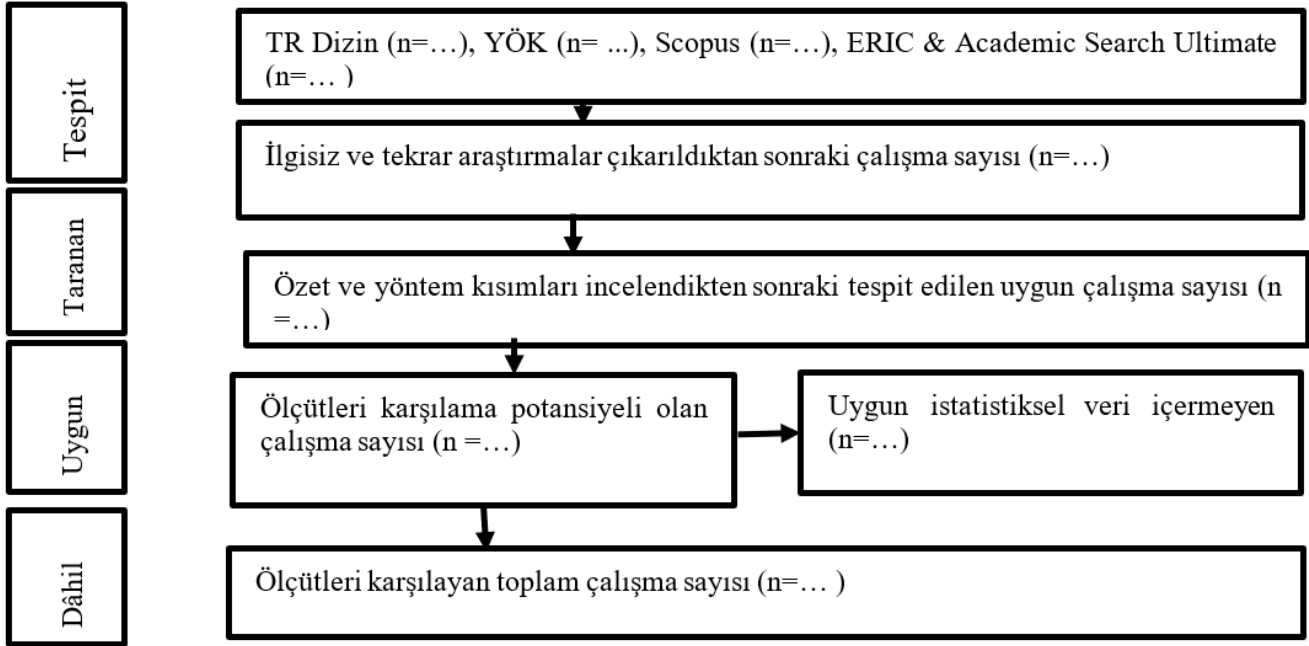 Tespit
TR Dizin (n=…), YÖK (n= ...), Scopus (n=…), ERIC & Academic Search Ultimate
(n=… )
İlgisiz ve tekrar araştırmalar çıkarıldıktan sonraki çalışma sayısı (n=…)
Taranan
Özet ve yöntem kısımları incelendikten sonraki tespit edilen uygun çalışma sayısı (n
=…)
Uygun
Ölçütleri karşılama potansiyeli olan
çalışma sayısı (n =…)
Uygun istatistiksel veri içermeyen
(n=…)
Dâhil
Ölçütleri karşılayan toplam çalışma sayısı (n=… )